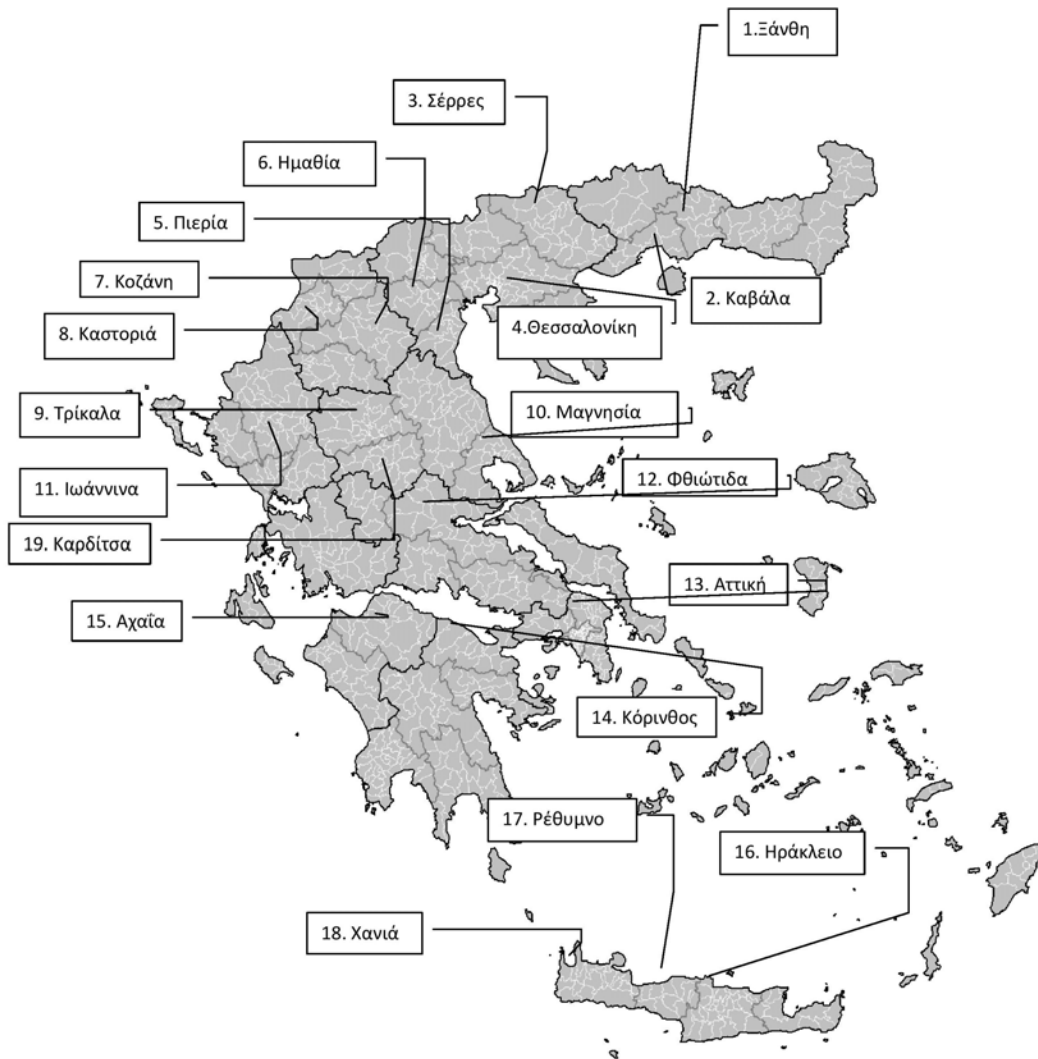 1.Ξάνθη
3. Σέρρες
6. Ημαθία
5. Πιερία
7. Κοζάνη
2. Καβάλα
8. Καστοριά
4.Θεσσαλονίκη
9. Τρίκαλα
10. Μαγνησία
11. Ιωάννινα
12. Φθιώτιδα
19. Καρδίτσα
13. Αττική
15. Αχαΐα
14. Κόρινθος
17. Ρέθυμνο
16. Ηράκλειο
18. Χανιά